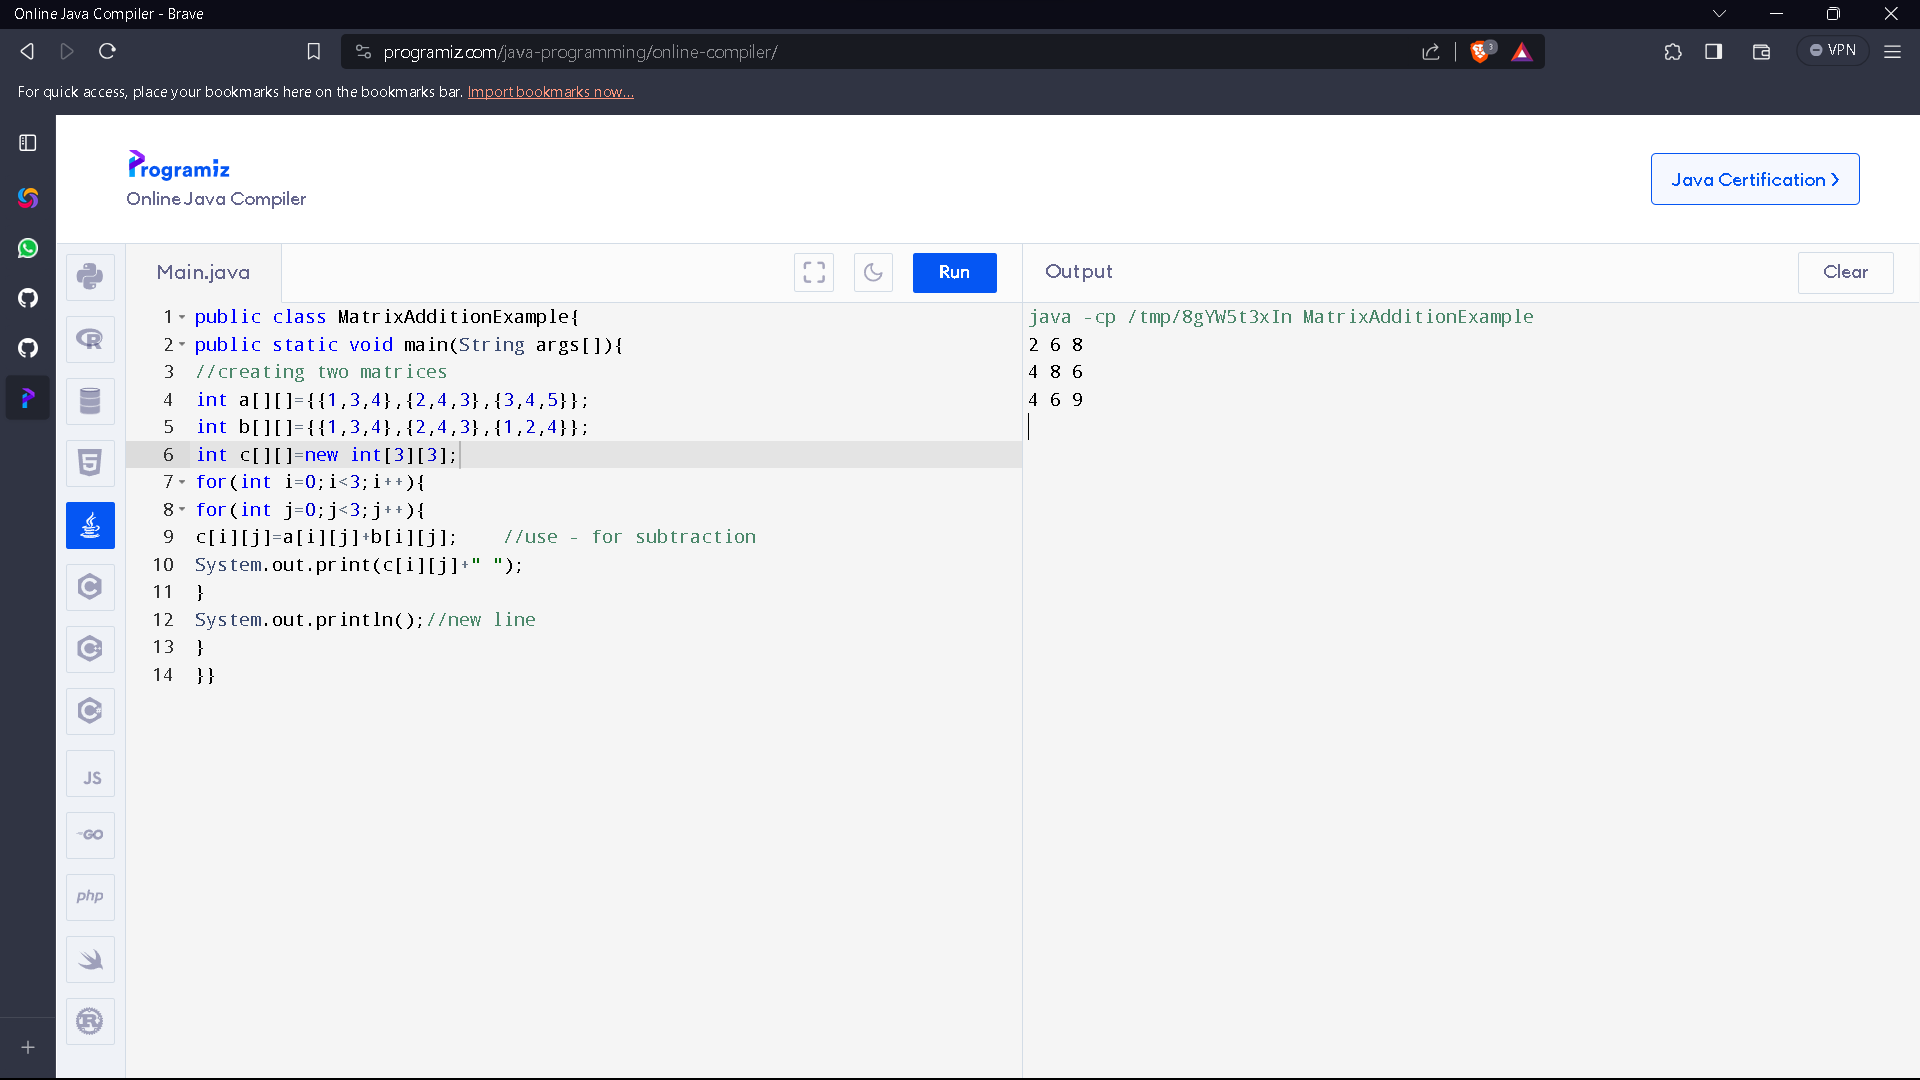 Online Java Compiler - Brave
programiz.com/java-programming/online-compiler/
3
VPN
For quick access, place your bookmarks here on the bookmarks bar. Import bookmarks now...
Programiz
Online Java Compiler
Java Certification >
Main.java
Run
Output
Clear
1 public class MatrixAdditionExample{
2 public static void main(String args[]){
3 //creating two matrices
4 int a[][]={{1,3,4},{2,4,3},{3,4,5}};
5 int b[][]={{1,3,4},{2,4,3},{1,2,4}};
6 int c[][]=new int[3][3];
7 for(int i=0;i<3;i++){
8 for(int j=0;j<3;j++){
9 c[i][j]=a[i][j]+b[i][j];    //use - for subtraction
10 System.out.print(c[i][j]+" ");
11 }
12 System.out.println();//new line
13 }
14 }}
java -cp /tmp/8gYW5t3xIn MatrixAdditionExample
2 6 8
4 8 6
4 6 9
R
5
C
C++
C#
JS
GO
php
R